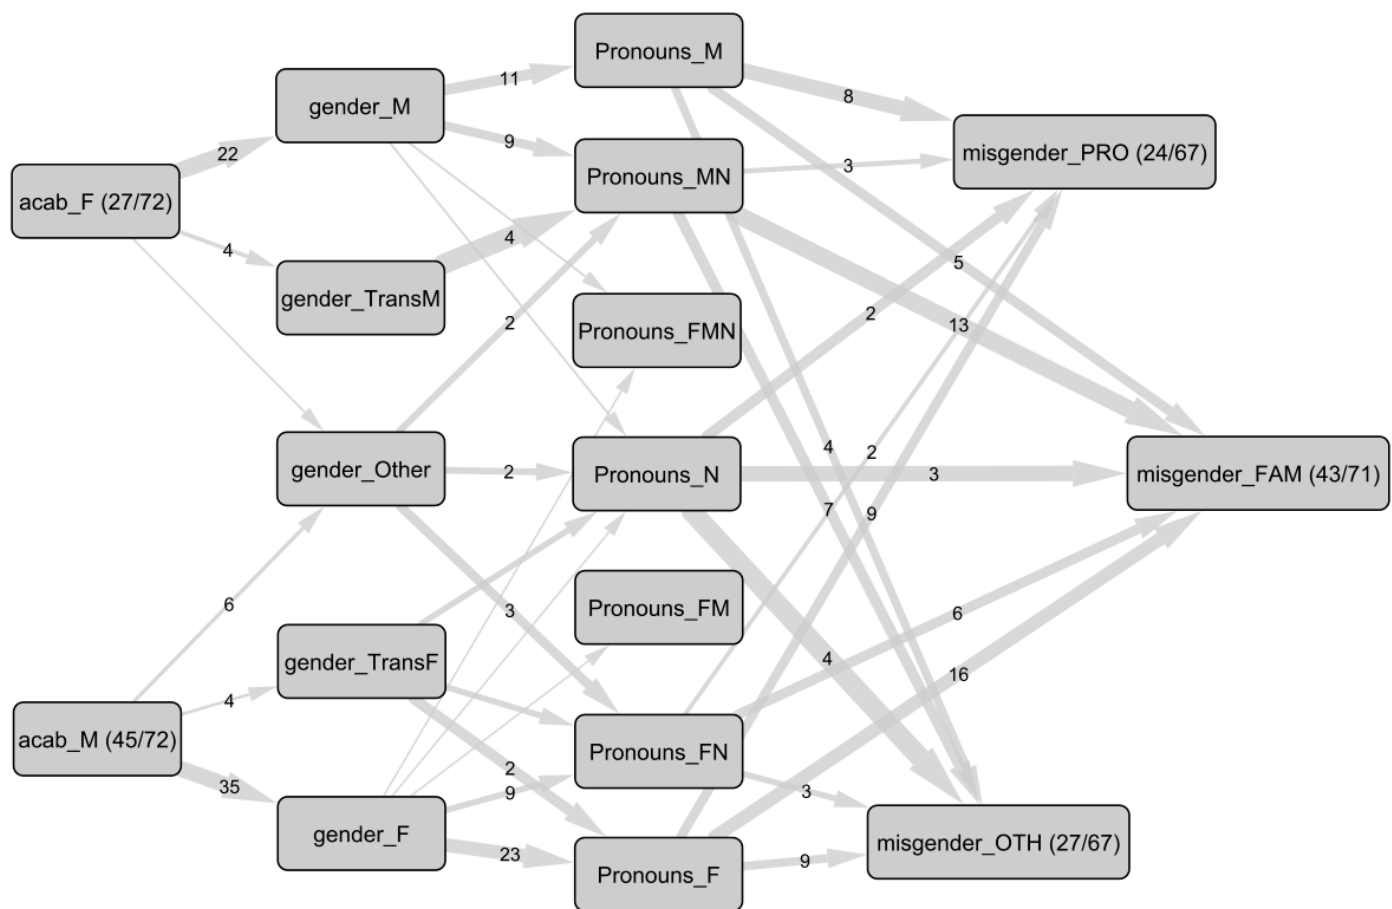 Pronouns_M
gender_M
11
8
9
misgender_PRO (24/67)
22
3
Pronouns_MN
acab_F (27/72)
4
4
5
gender_TransM
2
2
13
Pronouns_FMN
gender_Other
2
Pronouns_N
4
2
3
misgender_FAM (43/71)
7
9
6
3
Pronouns_FM
6
gender_TransF
4
16
4
acab_M (45/72)
Pronouns_FN
35
2
9
3
gender_F
misgender_OTH (27/67)
23
9
Pronouns_F